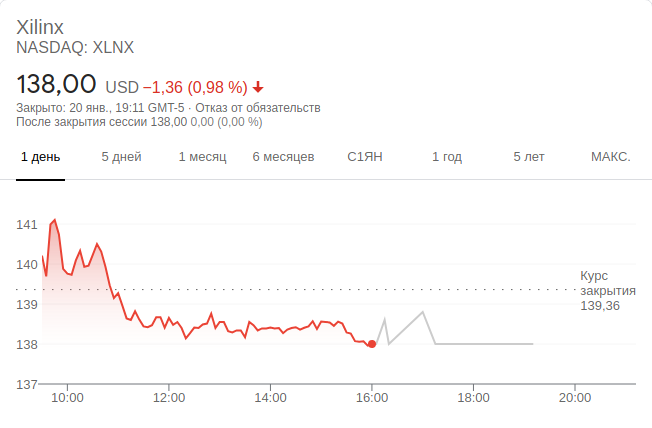 Xilinx
NASDAQ: XLNX
138,00 USD −1,36 (0,98 %)
Закрыто: 20 янв., 19:11 GMT-5 · Отказ от обязательств
После закрытия сессии 138,00 0,00 (0,00 %)
1 день 5 дней 1 месяц 6 месяцев С1ЯН 1 год 5 лет МАКС.
141
140
Курс
закрытия
139,36
139
138
137
10:00 12:00 14:00 16:00 18:00 20:00